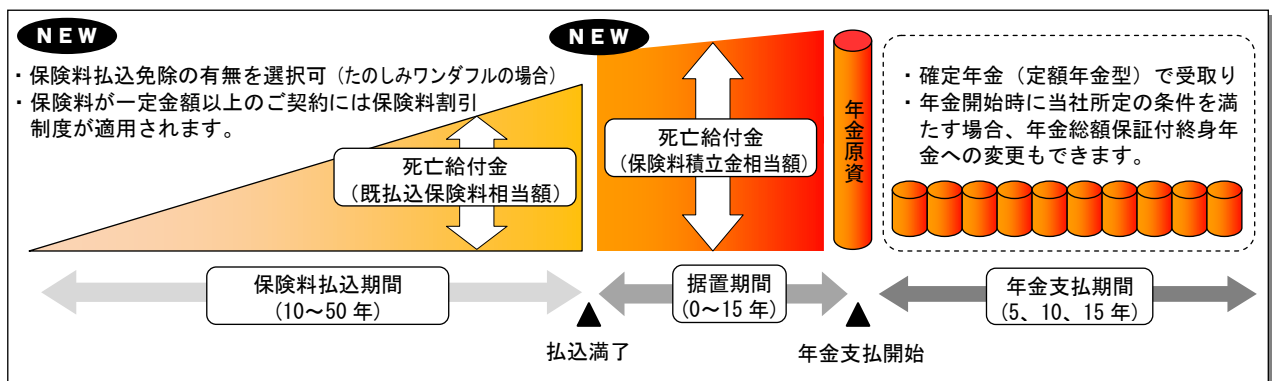 NEW
・保険料払込免除の有無を選択可（たのしみワンダフルの場合）
・保険料が一定金額以上のご契約には保険料割引
制度が適用されます。
死亡給付金
（既払込保険料相当額）
NEW
死亡給付金
（保険料積立金相当額）
年金原資
・確定年金（定額年金型）で受取り
・年金開始時に当社所定の条件を満
たす場合、年金総額保証付終身年
金への変更もできます。
保険料払込期間
（10～50 年）
据置期間
（0～15 年）
年金支払期間
（5、10、15 年）
▲
払込満了
▲
年金支払開始